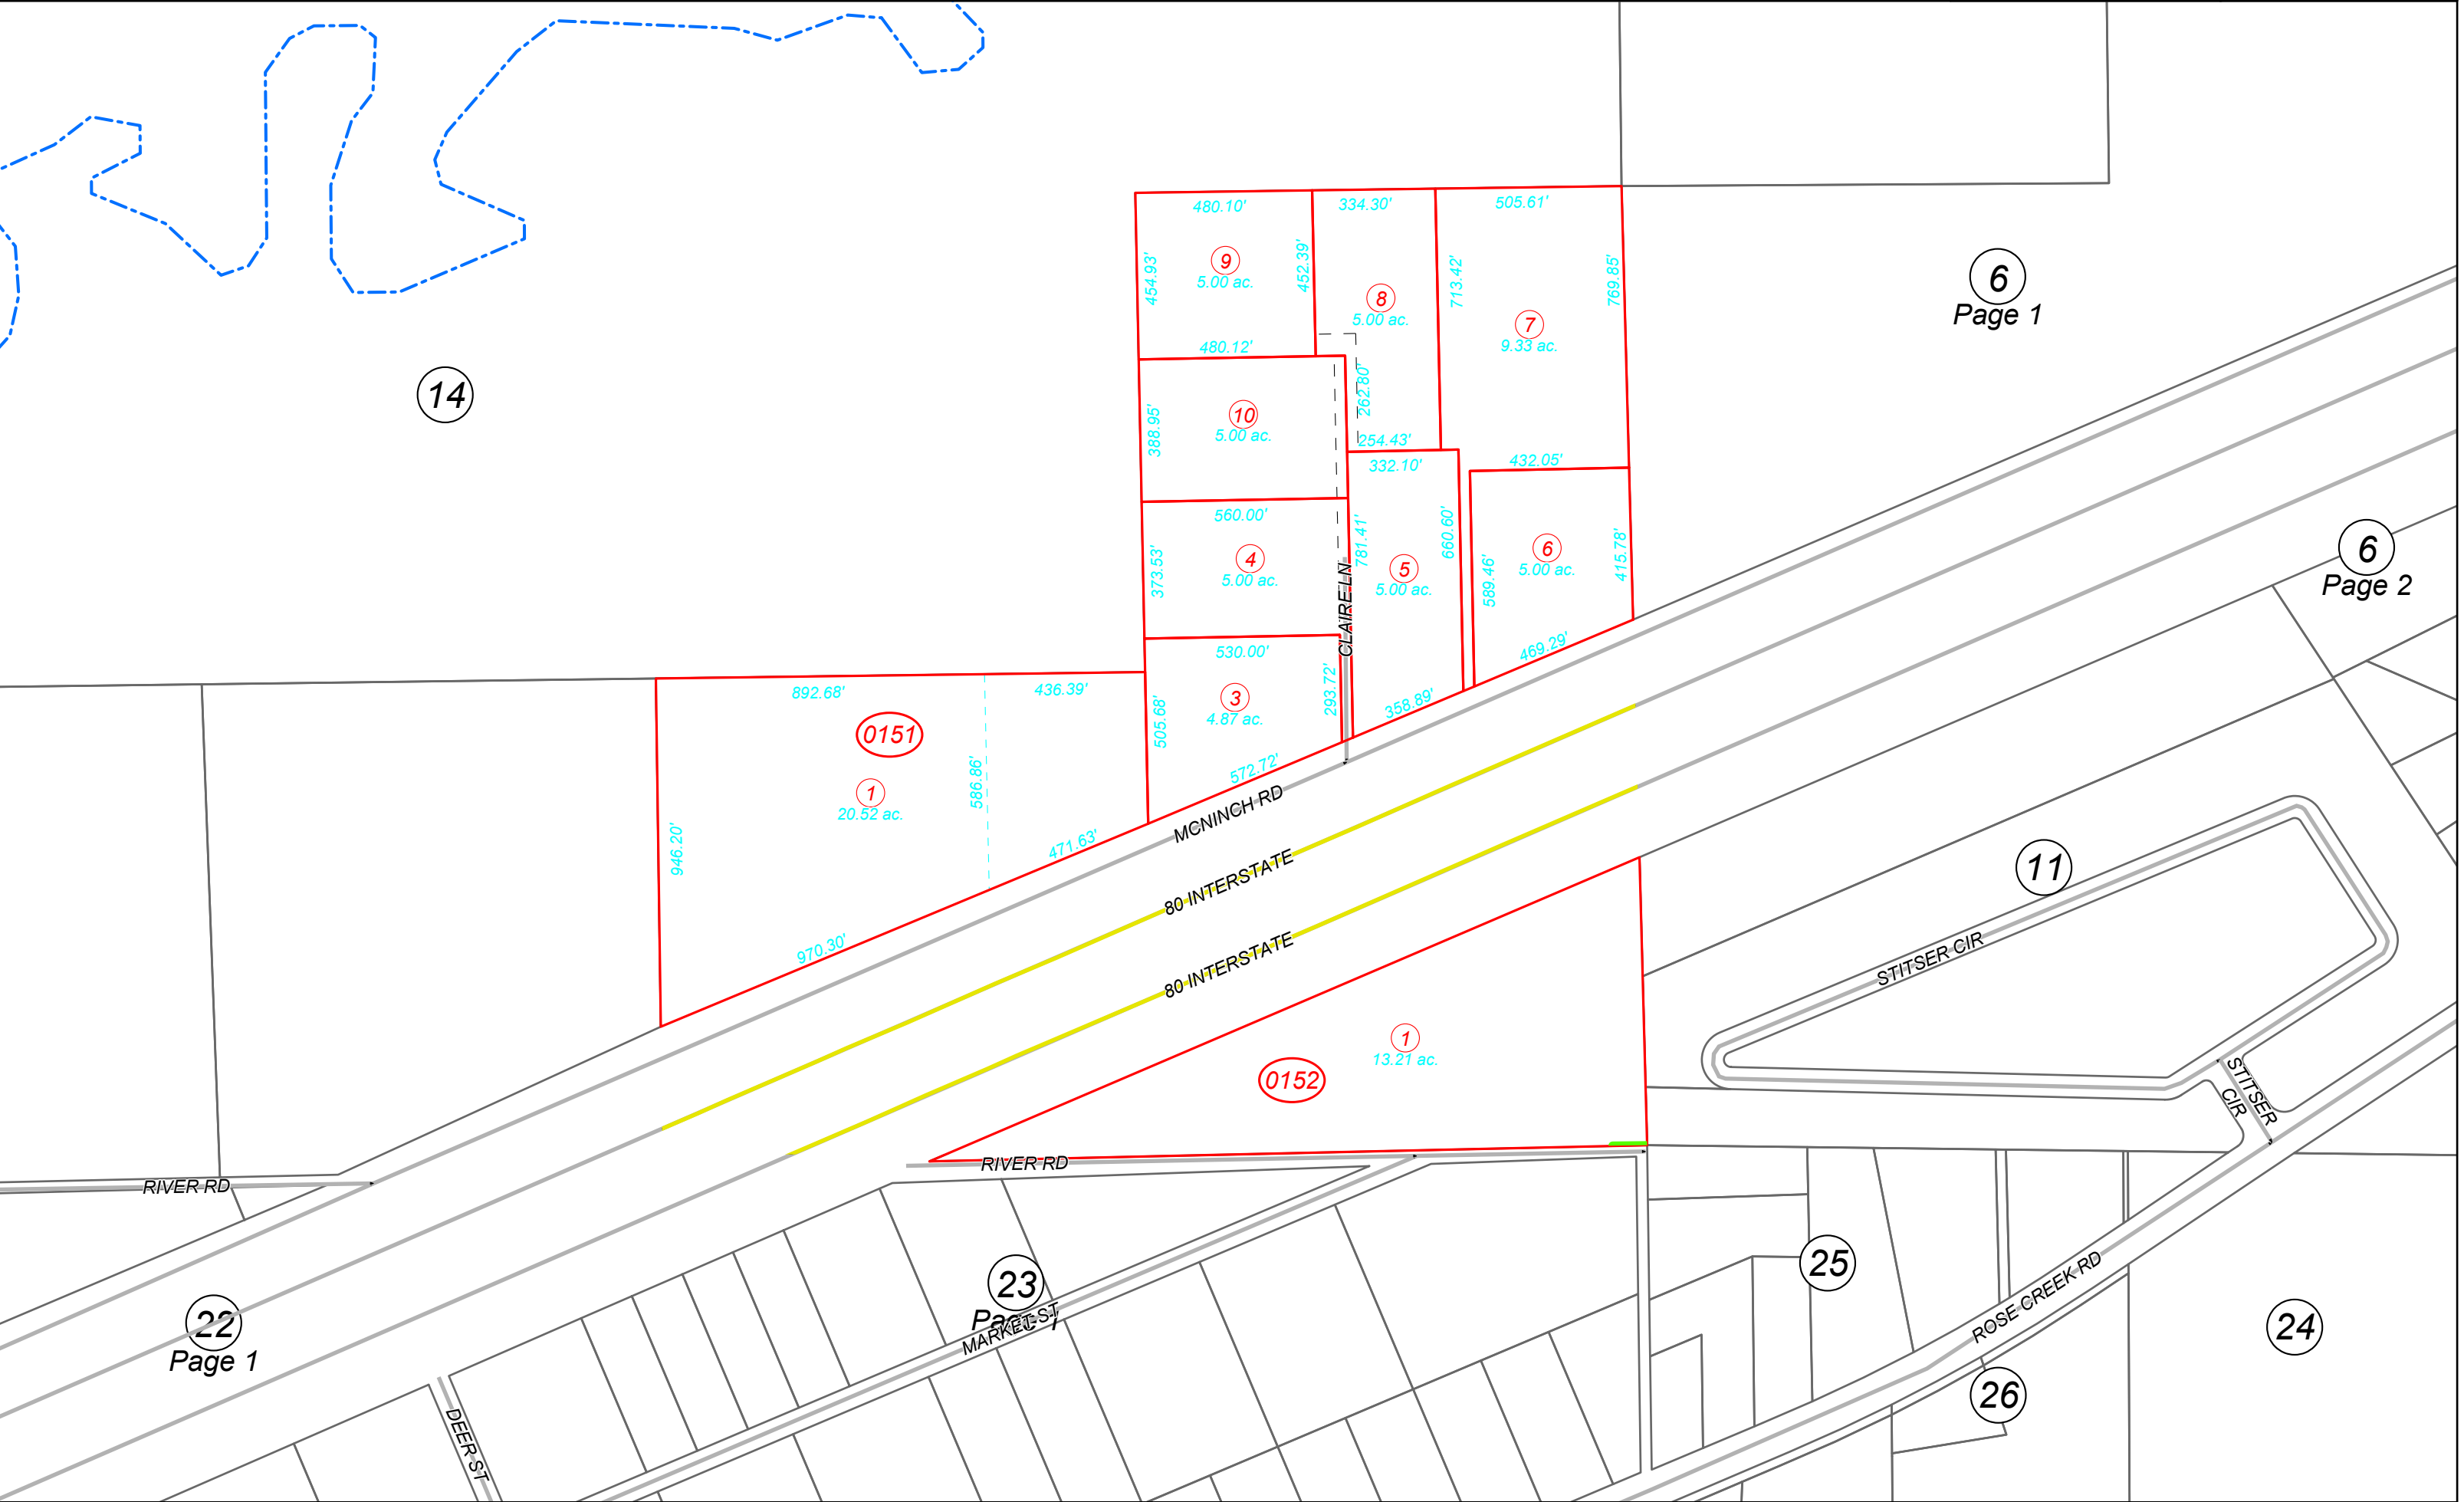 480.10'
334.30'
505.61'
454.93'
9
5.00 ac.
452.39'
8
5.00 ac.
713.42'
7
9.33 ac.
769.85'
6
Page 1
480.12'
14
388.95'
10
5.00 ac.
262.80'
254.43'
332.10'
432.05'
560.00'
373.53'
4
5.00 ac.
781.41'
5
5.00 ac.
660.60'
589.46'
6
5.00 ac.
415.78'
6
Page 2
CLAIRE LN
530.00'
469.29'
892.68'
436.39'
505.68'
3
4.87 ac.
293.72'
358.89'
0151
572.72'
586.86'
1
20.52 ac.
946.20'
471.63'
MCNINCH RD
970.30'
80 INTERSTATE
80 INTERSTATE
11
STITSER CIR
1
13.21 ac.
0152
STITSER
CIR
RIVER RD
RIVER RD
23
MARKET ST
25
22
Page 1
ROSE CREEK RD
24
26
DEER ST